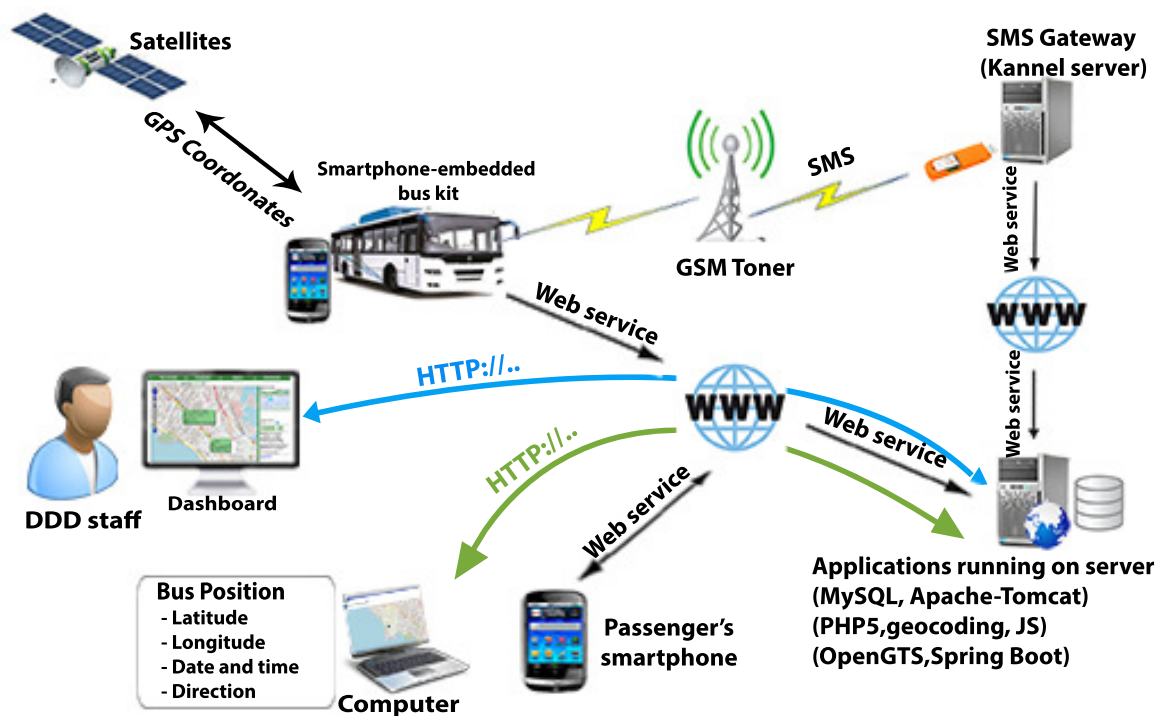 Satellites
SMS Gateway
(Kannel server)
GPS Coordonates
Smartphone-embedded
bus kit
SMS
GSM Toner
Web service
WWW
Web service
Web service
HTTP://..
WWW
Web service
HTTP://..
Web service
Dashboard
DDD staff
Applications running on server
(MySQL, Apache-Tomcat)
(PHP5,geocoding, JS)
(OpenGTS,Spring Boot)
Bus Position
- Latitude
- Longitude
- Date and time
- Direction
Computer
Passenger's
smartphone